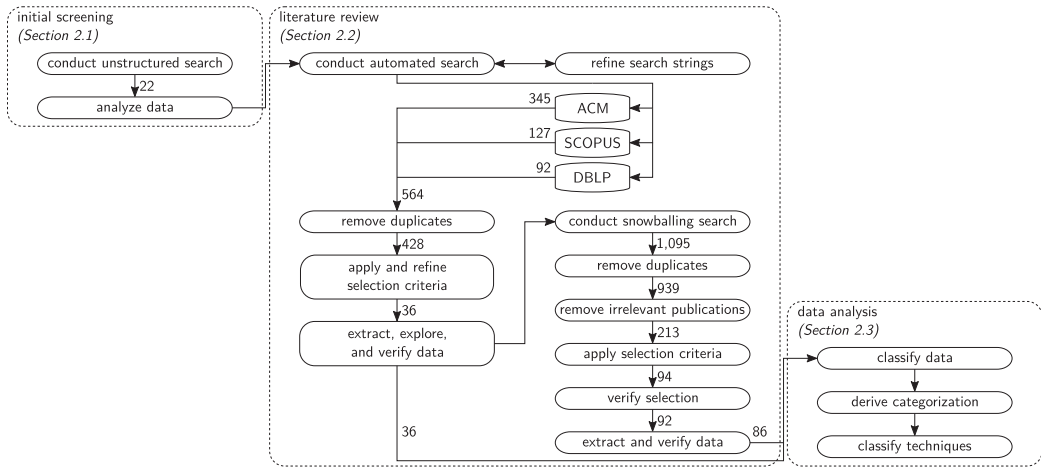 initial screening
(Section 2.1)
conduct unstructured search
22
analyze data
literature review
(Section 2.2)
conduct automated search
refine search strings
345
ACM
127
SCOPUS
92
DBLP
564
remove duplicates
428
apply and refine
selection criteria
36
extract, explore,
and verify data
36
conduct snowballing search
1,095
remove duplicates
939
remove irrelevant publications
213
apply selection criteria
94
verify selection
92
extract and verify data
86
data analysis
(Section 2.3)
classify data
derive categorization
classify techniques